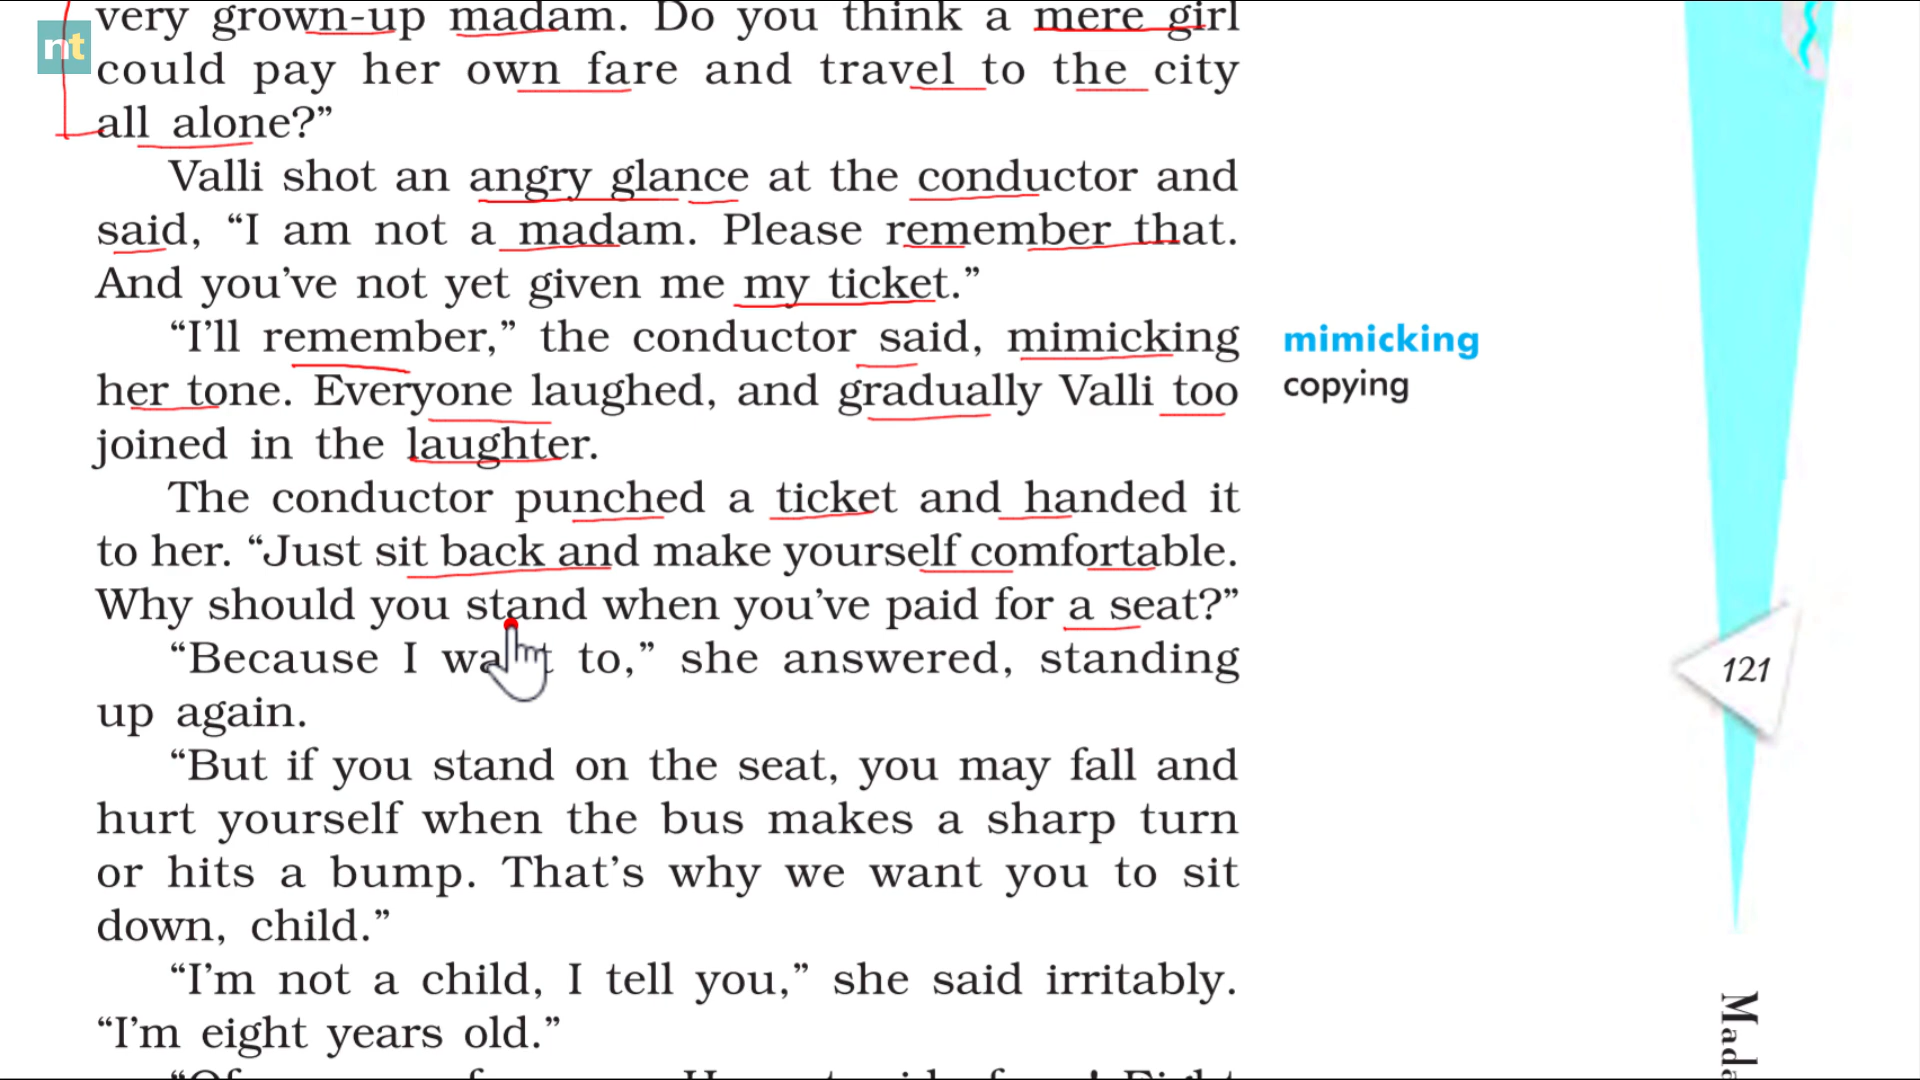 nt
very grown-up madam. Do you think a mere girl
could pay her own fare and travel to the city
all alone?”
Valli shot an angry glance at the conductor and
said, “I am not a madam. Please remember that.
And you’ve not yet given me my ticket.”
“I’ll remember,” the conductor said, mimicking
her tone. Everyone laughed, and gradually Valli too
joined in the laughter.
mimicking
copying
The conductor punched a ticket and handed it
to her. “Just sit back and make yourself comfortable.
Why should you stand when you’ve paid for a seat?”
“Because I want to,” she answered, standing
up again.
“But if you stand on the seat, you may fall and
hurt yourself when the bus makes a sharp turn
or hits a bump. That’s why we want you to sit
down, child.”
“I’m not a child, I tell you,” she said irritably.
“I’m eight years old.”
121